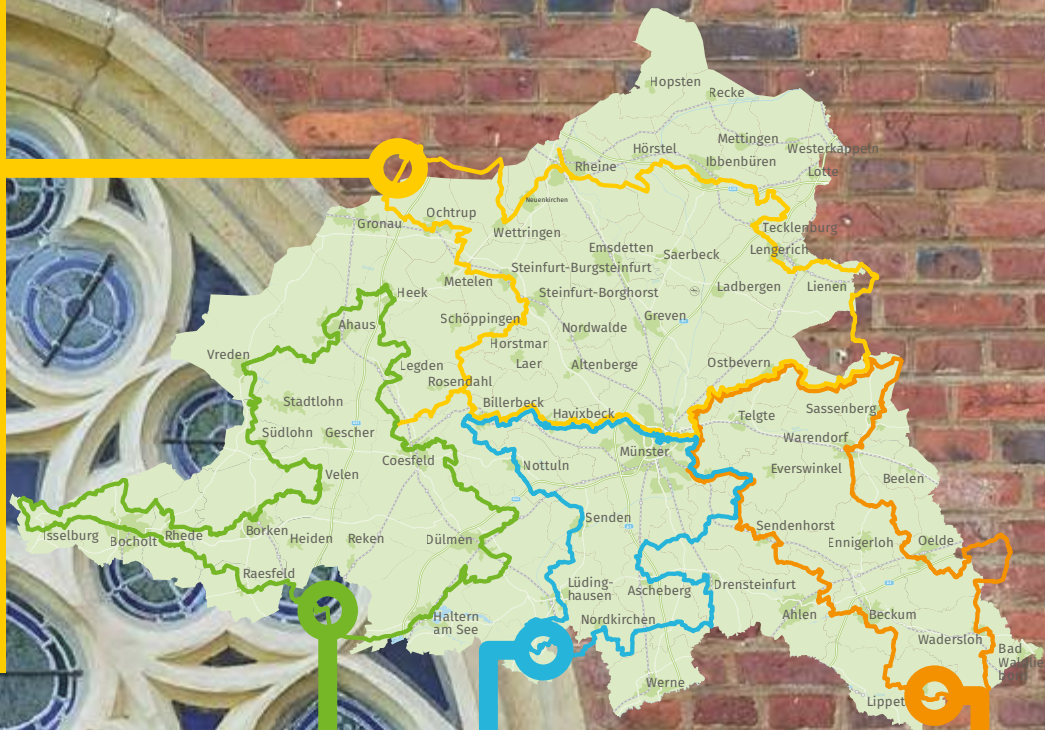 Hopsten
Recke
Mettingen
Westerkappeln
Hörstel
Ibbenbüren
Rheine
Lotte
Neuenkirchen
Ochtrup
Gronau
Wettringen
Tecklenburg
Emsdetten
Lengerich
Saerbeck
Steinfurt-Burgsteinfurt
Metelen
Heek
Steinfurt-Borghorst
Ladbergen
Lienen
Schöppingen
Greven
Ahaus
Nordwalde
Horstmar
Vreden
Legden
Laer
Altenberge
Ostbevern
Rosendahl
Stadtlohn
Billerbeck
Havixbeck
Telgte
Sassenberg
Südlohn
Gescher
Warendorf
Münster
Coesfeld
Nottuln
Everswinkel
Velen
Beelen
Senden
Sendenhorst
Isselburg
Bocholt
Rhede
Borken
Heiden
Reken
Dülmen
Ennigerloh
Oelde
Raesfeld
Lüding-
hausen
Ascheberg
Drensteinfurt
Haltern
am See
Nordkirchen
Ahlen
Beckum
Wadersloh
Bad
Werne
Lippet